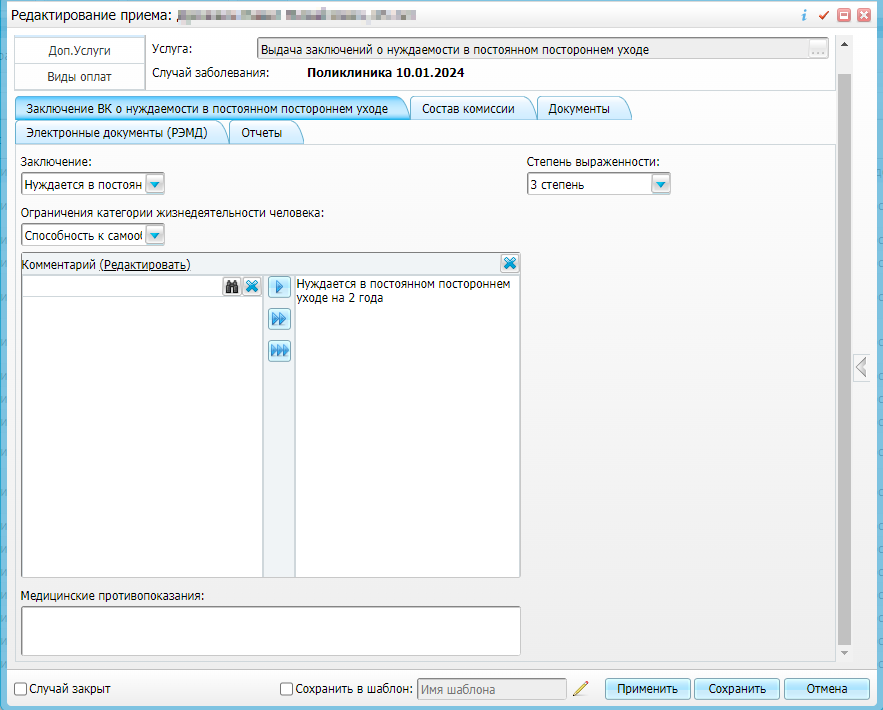 Редактирование приема:
Доп.Услуги
Виды оплат
Услуга:
Выдача заключений о нуждаемости в постоянном постороннем уходе
...
Случай заболевания:
Поликлиника 10.01.2024
Заключение ВК о нуждаемости в постоянном постороннем уходе
Состав комиссии
Документы
Электронные документы (РЭМД)
Отчеты
Заключение:
Степень выраженности:
Нуждается в постоян
3 степень
Ограничения категории жизнедеятельности человека:
Способность к самооб
Комментарий (Редактировать)
Нуждается в постоянном постороннем
уходе на 2 года
Медицинские противопоказания:
Случай закрыт
Сохранить в шаблон:
Имя шаблона
Применить
Сохранить
Отмена